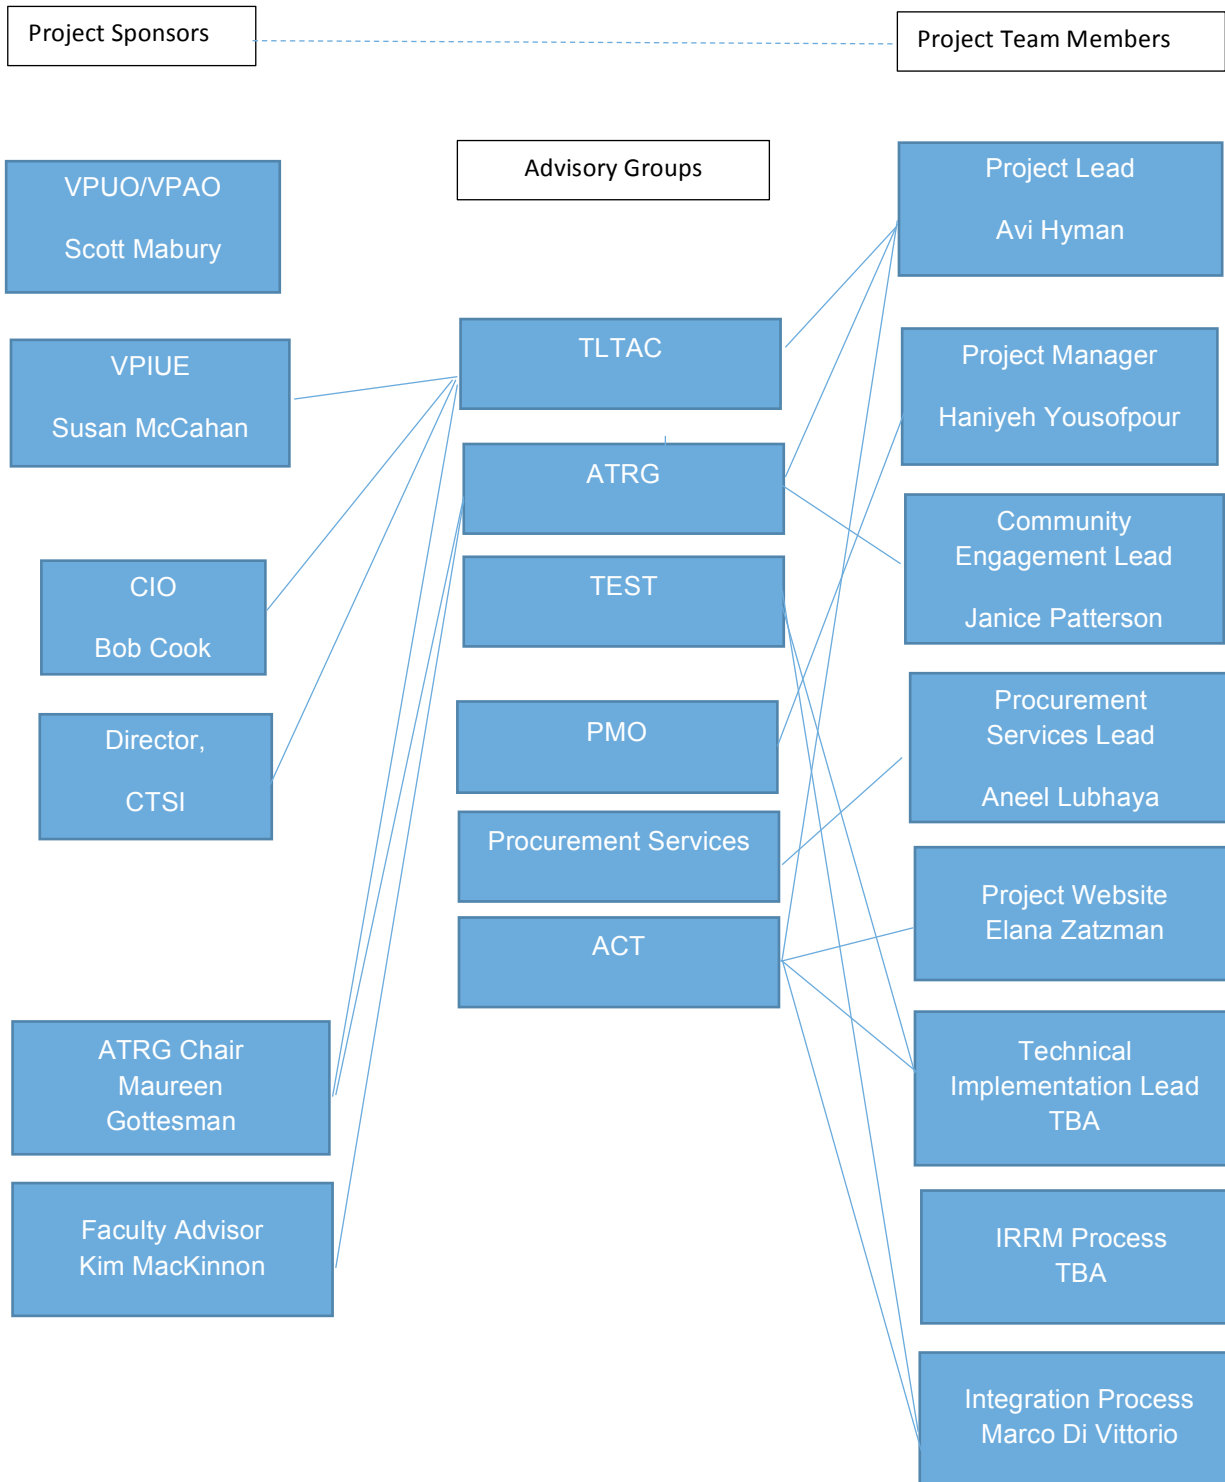 Project Sponsors
Project Team Members
Advisory Groups
VPUO/VPAO
Scott Mabury
VPIUE
Susan McCahan
CIO
Bob Cook
Director,
CTSI
ATRG Chair
Maureen
Gottesman
Faculty Advisor
Kim MacKinnon
TLTAC
ATRG
TEST
PMO
Procurement Services
ACT
Project Lead
Avi Hyman
Project Manager
Haniyeh Yousofpour
Community
Engagement Lead
Janice Patterson
Procurement
Services Lead
Aneel Lubhaya
Project Website
Elana Zatzman
Technical
Implementation Lead
TBA
IRRM Process
TBA
Integration Process
Marco Di Vittorio